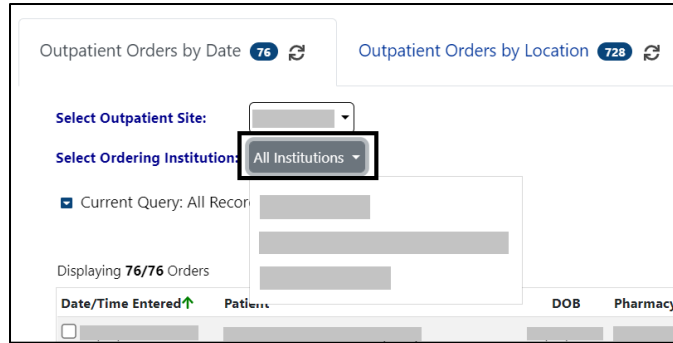 Outpatient Orders by Date 76 Outpatient Orders by Location 728
Select Outpatient Site:
Select Ordering Institution: All Institutions
Current Query: All Recor
Displaying 76/76 Orders
Date/Time Entered↑ Patient DOB Pharmacy